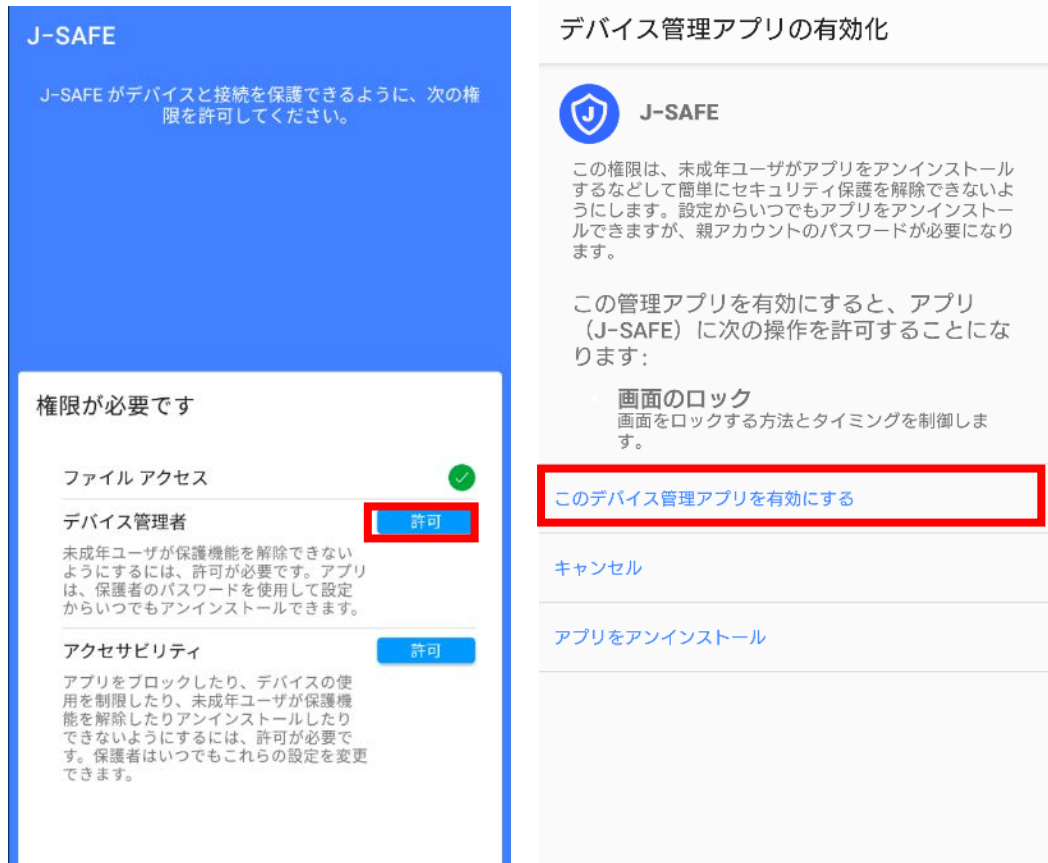 J-SAFE
J-SAFE がデバイスと接続を保護できるように、次の権
限を許可してください。
権限が必要です
ファイル アクセス
デバイス管理者
許可
未成年ユーザが保護機能を解除できない
ようにするには、許可が必要です。アプリ
は、保護者のパスワードを使用して設定
からいつでもアンインストールできます。
アクセサビリティ
許可
アプリをブロックしたり、デバイスの使
用を制限したり、未成年ユーザが保護機
能を解除したりアンインストールしたり
できないようにするには、許可が必要で
す。保護者はいつでもこれらの設定を変更
できます。
デバイス管理アプリの有効化
J
J-SAFE
この権限は、未成年ユーザがアプリをアンインストール
するなどして簡単にセキュリティ保護を解除できないよ
うにします。設定からいつでもアプリをアンインストー
ルできますが、親アカウントのパスワードが必要になり
ます。
この管理アプリを有効にすると、アプリ
（J-SAFE）に次の操作を許可することにな
ります:
画面のロック
画面をロックする方法とタイミングを制御しま
す。
このデバイス管理アプリを有効にする
キャンセル
アプリをアンインストール